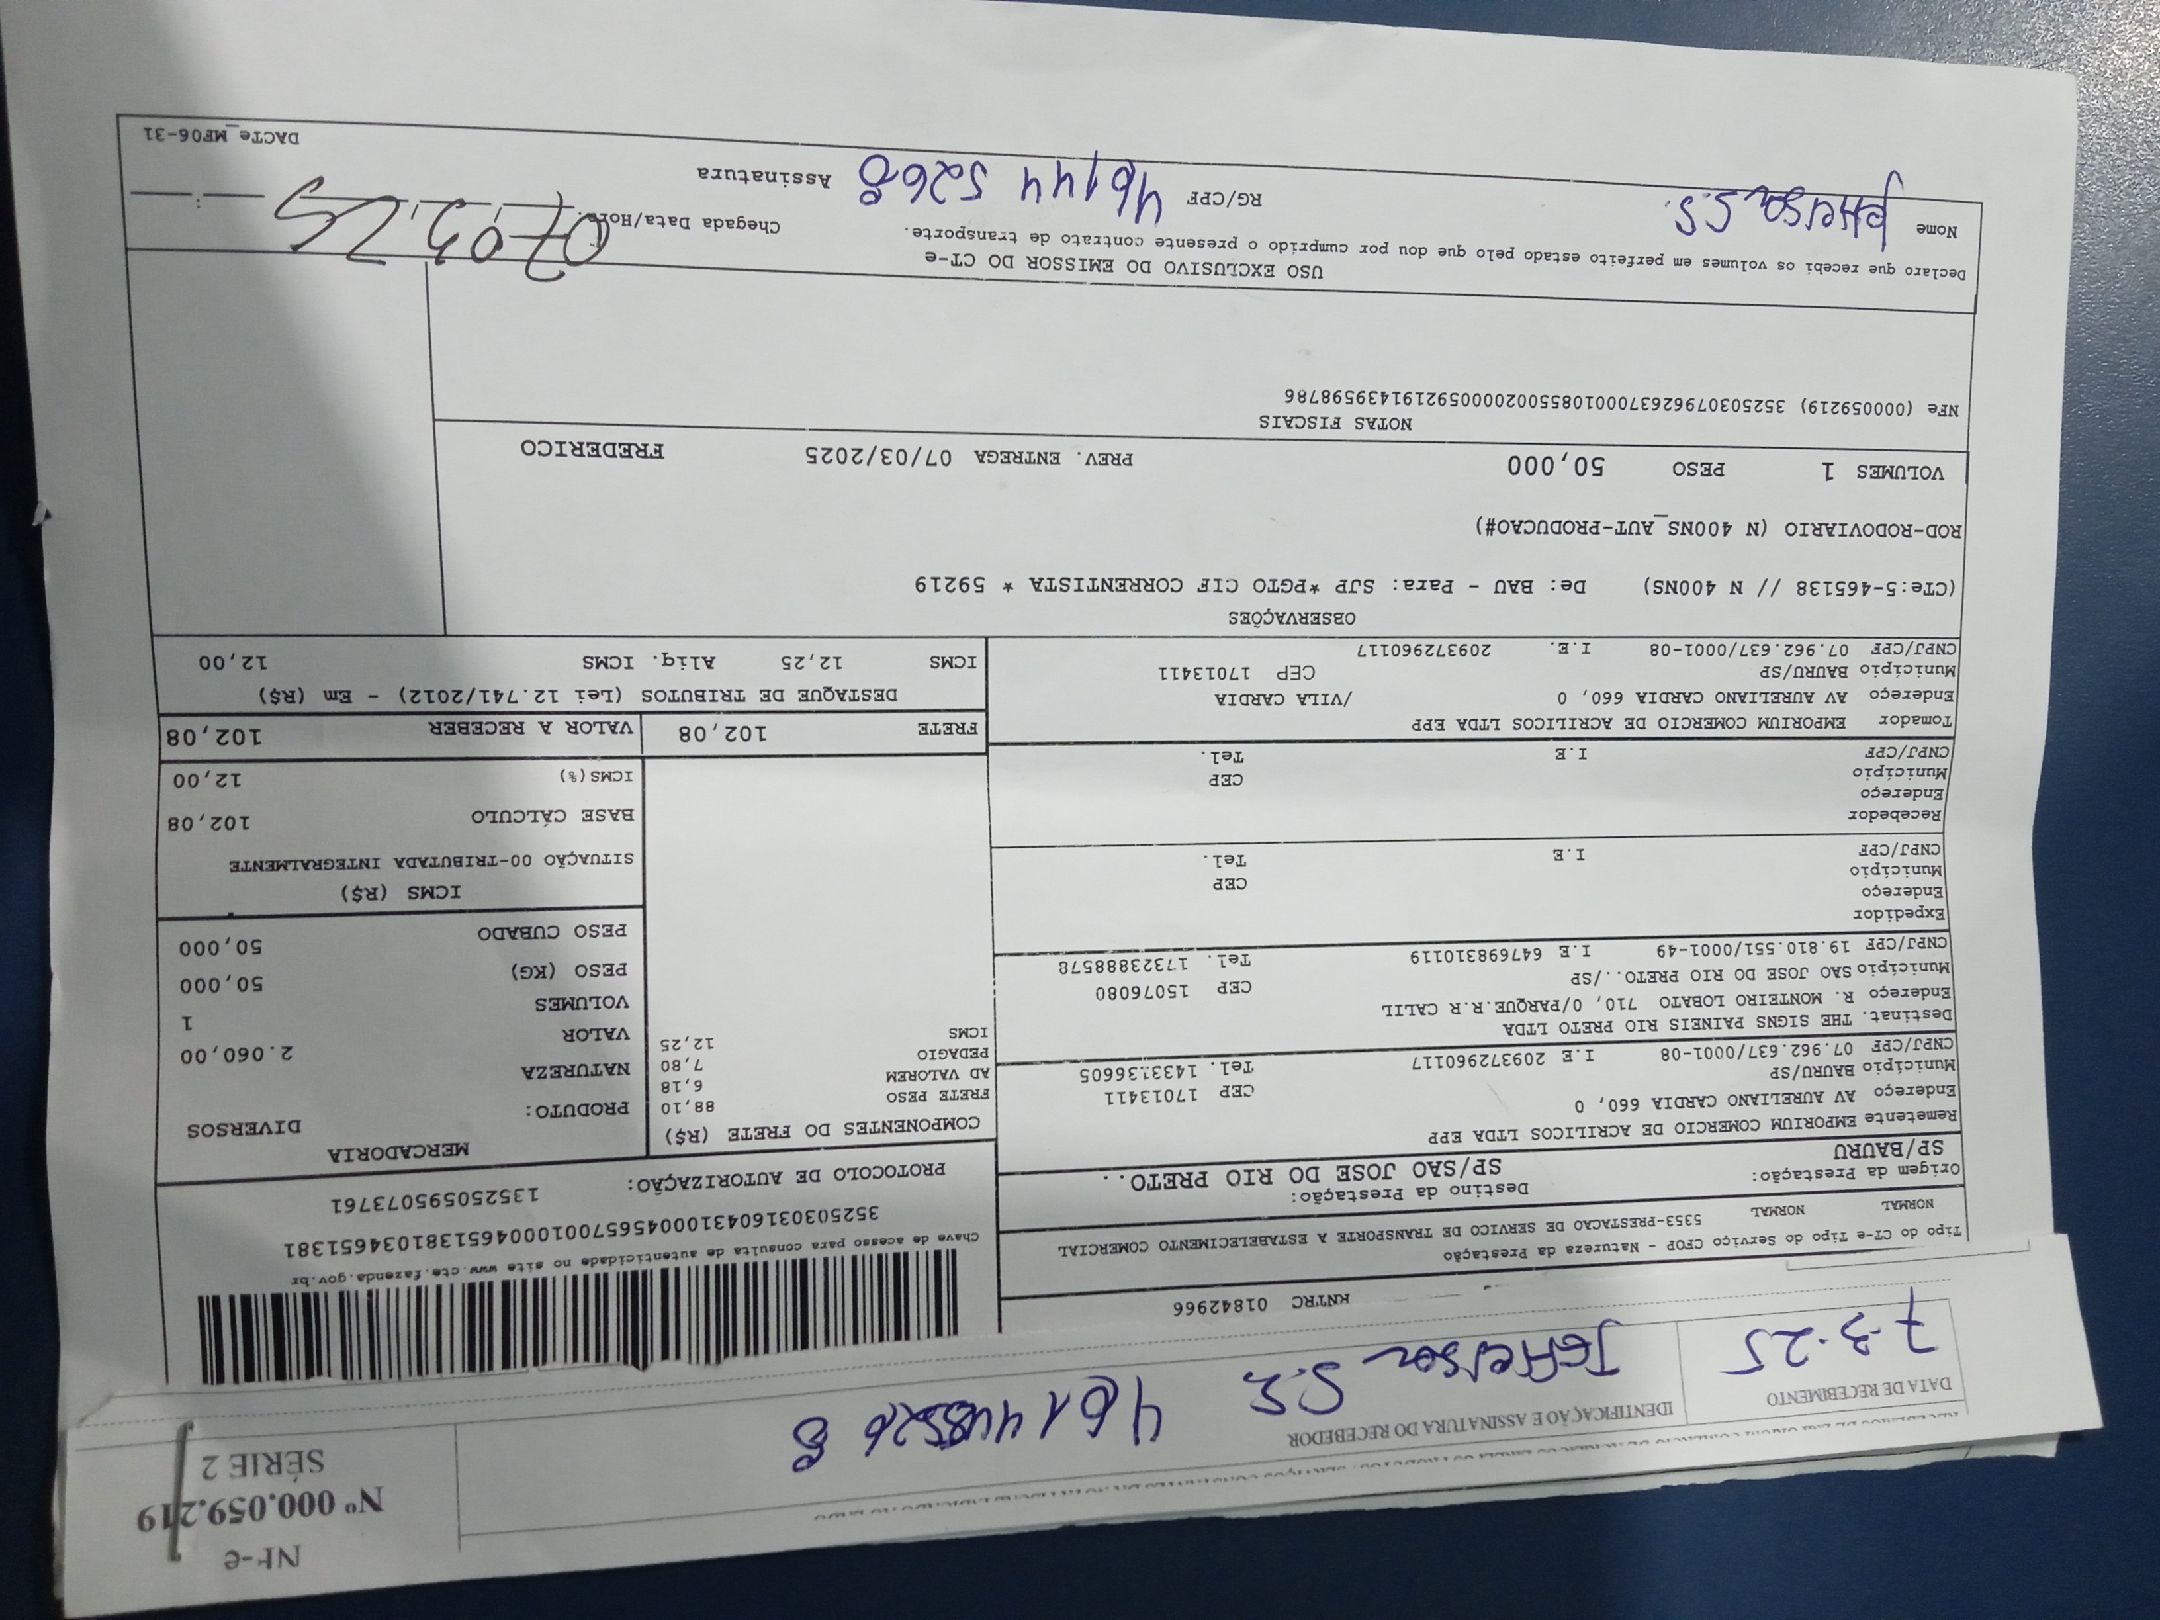 NF-e
Nº 000.059.219
SÉRIE 2
DATA DE RECEBIMENTO
7-3-25
IDENTIFICAÇÃO E ASSINATURA DO RECEBEDOR
Jefferson S.S.
RNTRC 01842966
Tipo do CT-e Tipo do Serviço CFOP - Natureza da Prestação
NORMAL NORMAL 5353-PRESTACAO DE SERVICO DE TRANSPORTE A ESTABELECIMENTO COMERCIAL
Origem da Prestação: Destino da Prestação:
SP/BAURU SP/SAO JOSE DO RIO PRETO..
Chave de acesso para consulta de autenticidade no site www.cte.fazenda.gov.br
35250303160431000456570010004651381034651381
PROTOCOLO DE AUTORIZAÇÃO: 135250595073761
Remetente EMPORIUM COMERCIO DE ACRILICOS LTDA EPP
Endereço AV AURELIANO CARDIA 660, 0
Município BAURU/SP CEP 17013411
CNPJ/CPF 07.962.637/0001-08 I.E 209372960117 Tel. 1433136605
Destinat. THE SIGNS PAINEIS RIO PRETO LTDA
Endereço R. MONTEIRO LOBATO 710, 0/PARQUE.R.R CALIL
Município SAO JOSE DO RIO PRETO../SP CEP 15076080
CNPJ/CPF 19.810.551/0001-49 I.E 647698310119 Tel. 1732388857
Expedidor
Endereço
Município CEP
CNPJ/CPF I.E Tel.
Recebedor
Endereço
Município CEP
CNPJ/CPF I.E Tel.
Tomador EMPORIUM COMERCIO DE ACRILICOS LTDA EPP
Endereço AV AURELIANO CARDIA 660, 0 /VILA CARDIA
Município BAURU/SP CEP 17013411
CNPJ/CPF 07.962.637/0001-08 I.E. 209372960117
COMPONENTES DO FRETE (R$)
FRETE PESO 88,10
AD VALOREM 6,18
PEDAGIO 7,80
ICMS 12,25
MERCADORIA
PRODUTO: DIVERSOS
NATUREZA
VALOR 2.060,00
VOLUMES 1
PESO (KG) 50,000
PESO CUBADO 50,000
ICMS (R$)
SITUAÇÃO 00-TRIBUTADA INTEGRALMENTE
BASE CÁLCULO 102,08
ICMS(%) 12,00
FRETE 102,08 VALOR A RECEBER 102,08
DESTAQUE DE TRIBUTOS (Lei 12.741/2012) - Em (R$)
ICMS 12,25 Aliq. ICMS 12,00
OBSERVAÇÕES
(CTe:5-465138 // N 400NS) De: BAU - Para: SJP *PGTO CIF CORRENTISTA * 59219
ROD-RODOVIARIO (N 400NS_AUT-PRODUCAO#)
VOLUMES 1 PESO 50,000 PREV. ENTREGA 07/03/2025 FREDERICO
NOTAS FISCAIS
NFe (000059219) 35250307962637000108550020000592191439598786
USO EXCLUSIVO DO EMISSOR DO CT-e
Declaro que recebi os volumes em perfeito estado pelo que dou por cumprido o presente contrato de transporte.
Chegada Data/Hora: 07 03 25
Nome Jefferson S.S. RG/CPF 46144 5268 Assinatura
DACTe_MF06-31